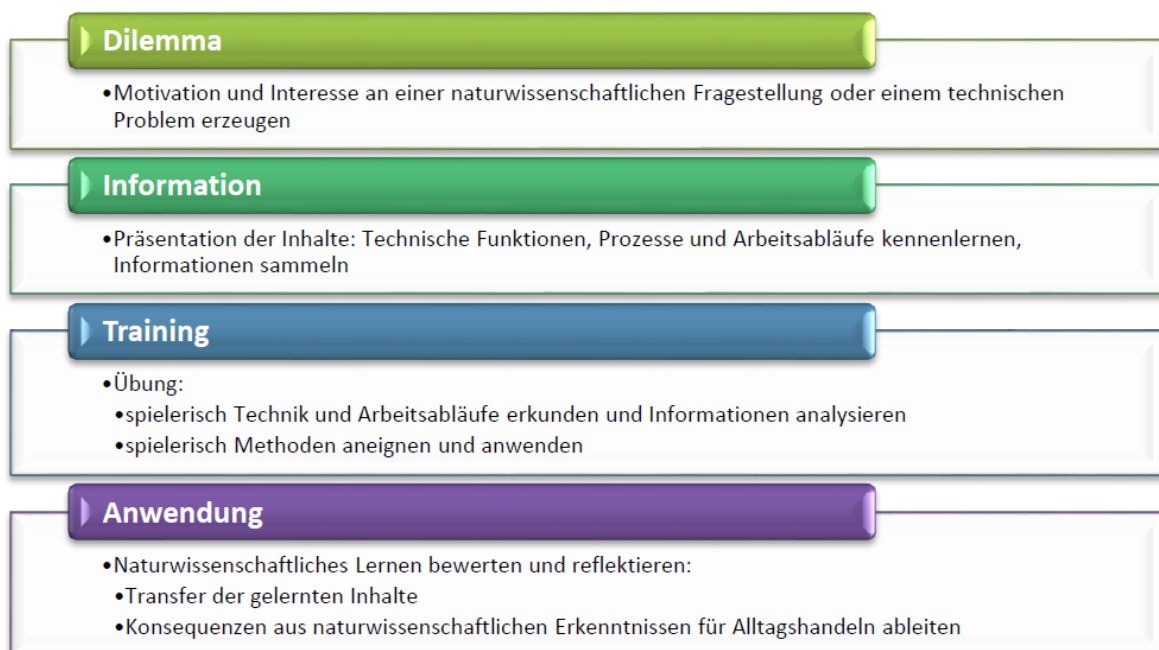 Dilemma
•Motivation und Interesse an einer naturwissenschaftlichen Fragestellung oder einem technischen
Problem erzeugen
Information
•Präsentation der Inhalte: Technische Funktionen, Prozesse und Arbeitsabläufe kennenlernen,
Informationen sammeln
Training
•Übung:
•spielerisch Technik und Arbeitsabläufe erkunden und Informationen analysieren
•spielerisch Methoden aneignen und anwenden
Anwendung
•Naturwissenschaftliches Lernen bewerten und reflektieren:
•Transfer der gelernten Inhalte
•Konsequenzen aus naturwissenschaftlichen Erkenntnissen für Alltagshandeln ableiten